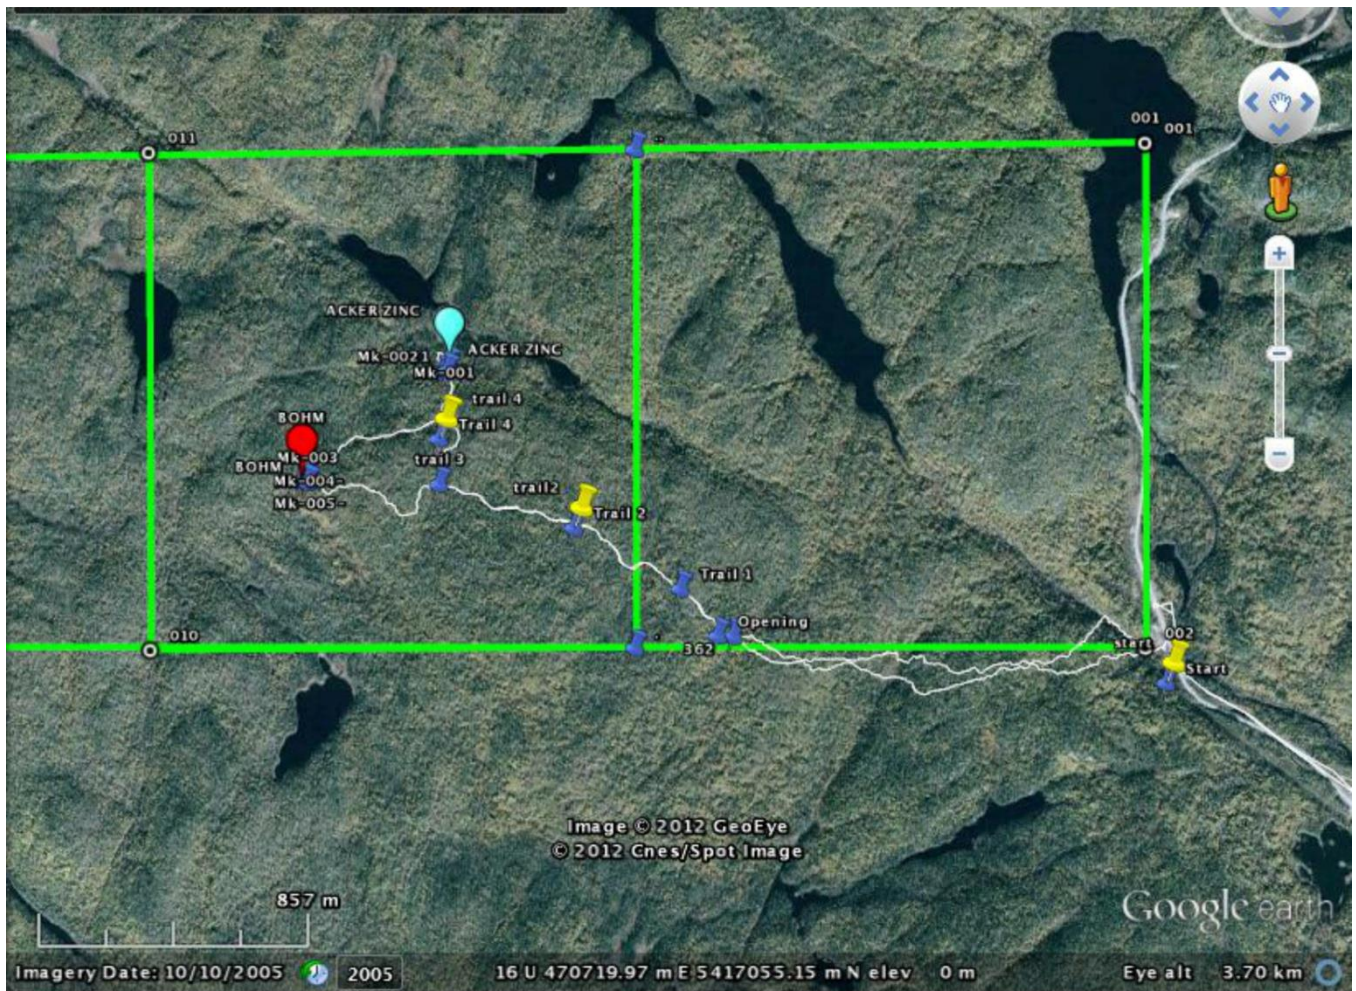 011
001
001
ACKER ZINC
Mk-0021
ACKER ZINC
Mk-001
trail 4
Trail 4
BOHM
Mk-003
BOHM
Mk-004-
Mk-005-
trail 3
trail2
Trail 2
Trail 1
Opening
010
362
002
start
Start
Image © 2012 GeoEye
© 2012 Cnes/Spot Image
857 m
Google earth
Imagery Date: 10/10/2005
2005
16 U 470719.97 m E 5417055.15 m N elev 0 m
Eye alt 3.70 km